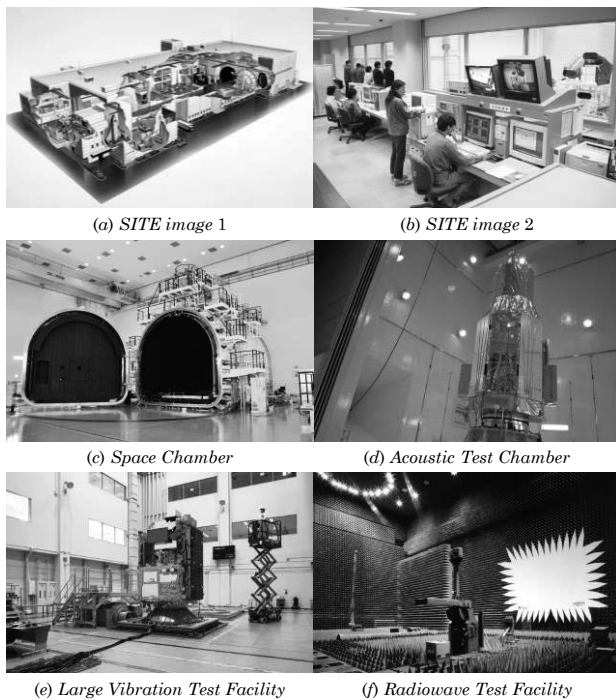 (a) SITE image 1
(b) SITE image 2
(c) Space Chamber
(d) Acoustic Test Chamber
(e) Large Vibration Test Facility
(f) Radiowave Test Facility